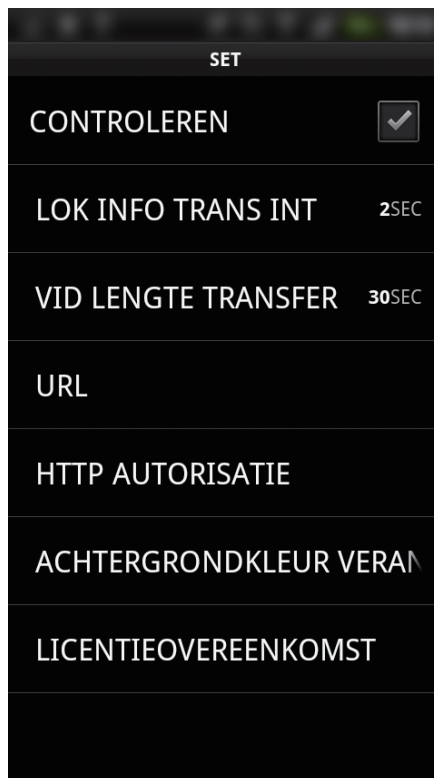 SET
CONTROLEREN
LOK INFO TRANS INT 2SEC
VID LENGTE TRANSFER 30SEC
URL
HTTP AUTORISATIE
ACHTERGRONDKLEUR VERAN
LICENTIEOVEREENKOMST